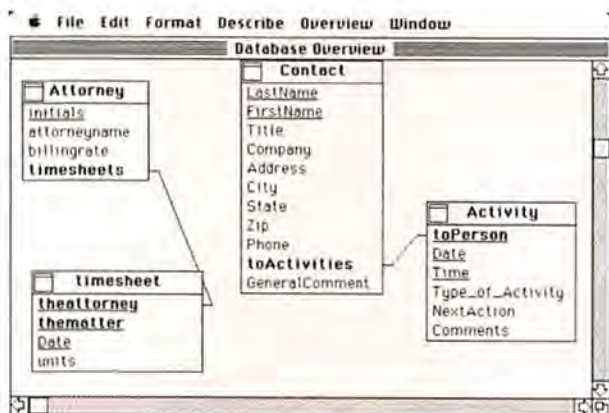 File Edit Format Describe Overview Window
Database Overview
Attorney
initials
attorneyname
billingrate
timesheets
timesheet
theattorney
thematter
Date
units
Contact
LastName
FirstName
Title
Company
Address
City
State
Zip
Phone
toActivities
GeneralComment
Activity
toPerson
Date
Time
Type_of_Activity
NextAction
Comments